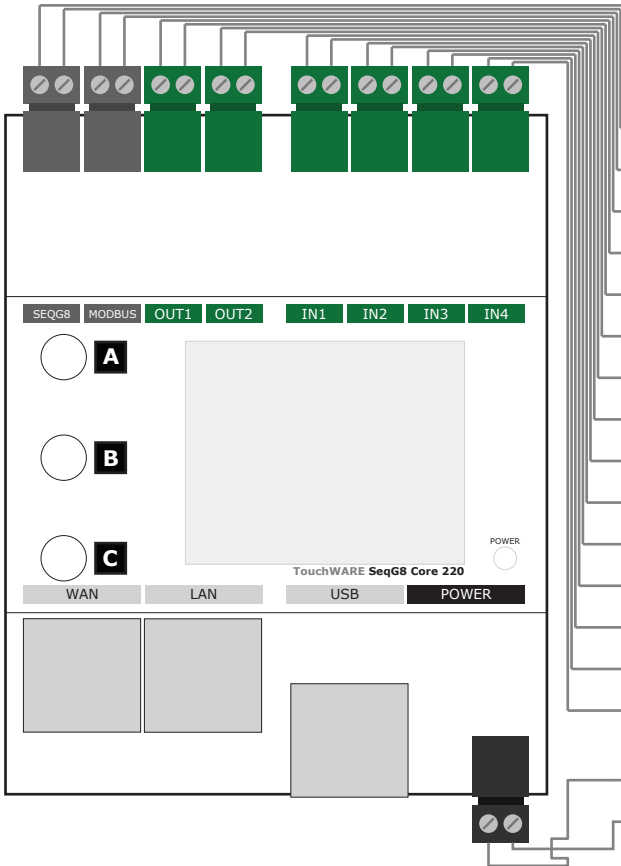 SEQG8 MODBUS OUT1 OUT2 IN1 IN2 IN3 IN4
A
B
C
POWER
TouchWARE SeqG8 Core 220
WAN LAN USB POWER